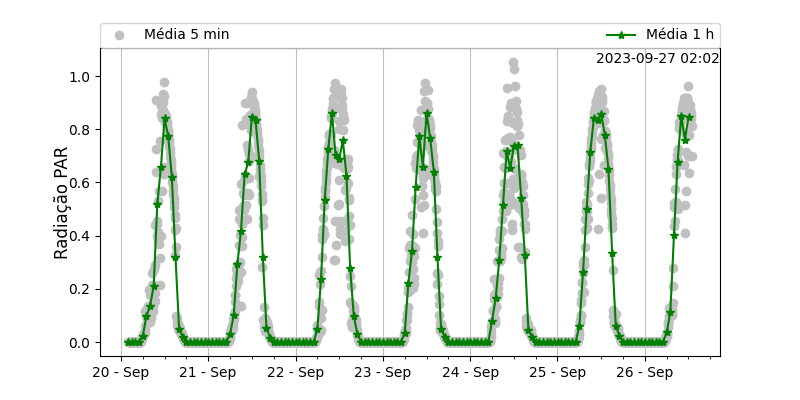 Média 5 min
Média 1 h
2023-09-27 02:02
Radiação PAR
1.0
0.8
0.6
0.4
0.2
0.0
20 - Sep
21 - Sep
22 - Sep
23 - Sep
24 - Sep
25 - Sep
26 - Sep